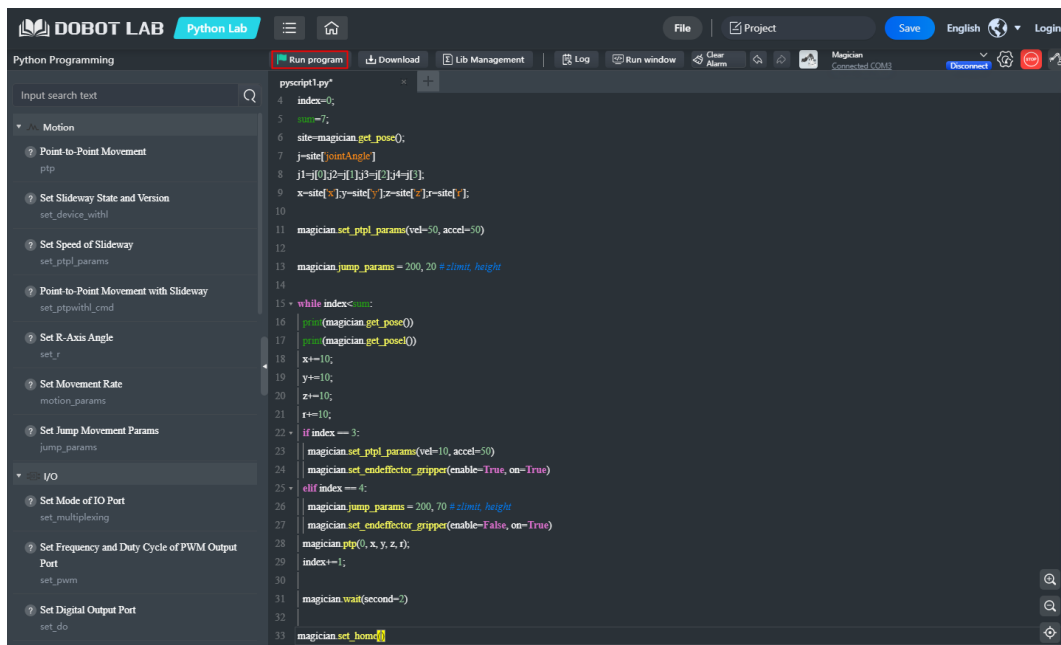 DOBOT LAB Python Lab File Project Save English Login
Python Programming Run program Download Lib Management Log Run window Clear Alarm Magician Connected COM3 Disconnect STOP
pyscript1.py* × +
Input search text
Motion
Point-to-Point Movement
ptp
Set Slideway State and Version
set_device_withl
Set Speed of Slideway
set_ptpl_params
Point-to-Point Movement with Slideway
set_ptpwithl_cmd
Set R-Axis Angle
set_r
Set Movement Rate
motion_params
Set Jump Movement Params
jump_params
I/O
Set Mode of IO Port
set_multiplexing
Set Frequency and Duty Cycle of PWM Output
Port
set_pwm
Set Digital Output Port
set_do
4 index=0;
5 sum=7;
6 site=magician.get_pose();
7 j=site['jointAngle']
8 j1=j[0];j2=j[1];j3=j[2];j4=j[3];
9 x=site['x'];y=site['y'];z=site['z'];r=site['r'];
10
11 magician.set_ptpl_params(vel=50, accel=50)
12
13 magician.jump_params = 200, 20 # zlimit, height
14
15 while index<sum:
16 print(magician.get_pose())
17 print(magician.get_posel())
18 x+=10;
19 y+=10;
20 z+=10;
21 r+=10;
22 if index == 3:
23 magician.set_ptpl_params(vel=10, accel=50)
24 magician.set_endeffector_gripper(enable=True, on=True)
25 elif index == 4:
26 magician.jump_params = 200, 70 # zlimit, height
27 magician.set_endeffector_gripper(enable=False, on=True)
28 magician.ptp(0, x, y, z, r);
29 index+=1;
30
31 magician.wait(second=2)
32
33 magician.set_home()